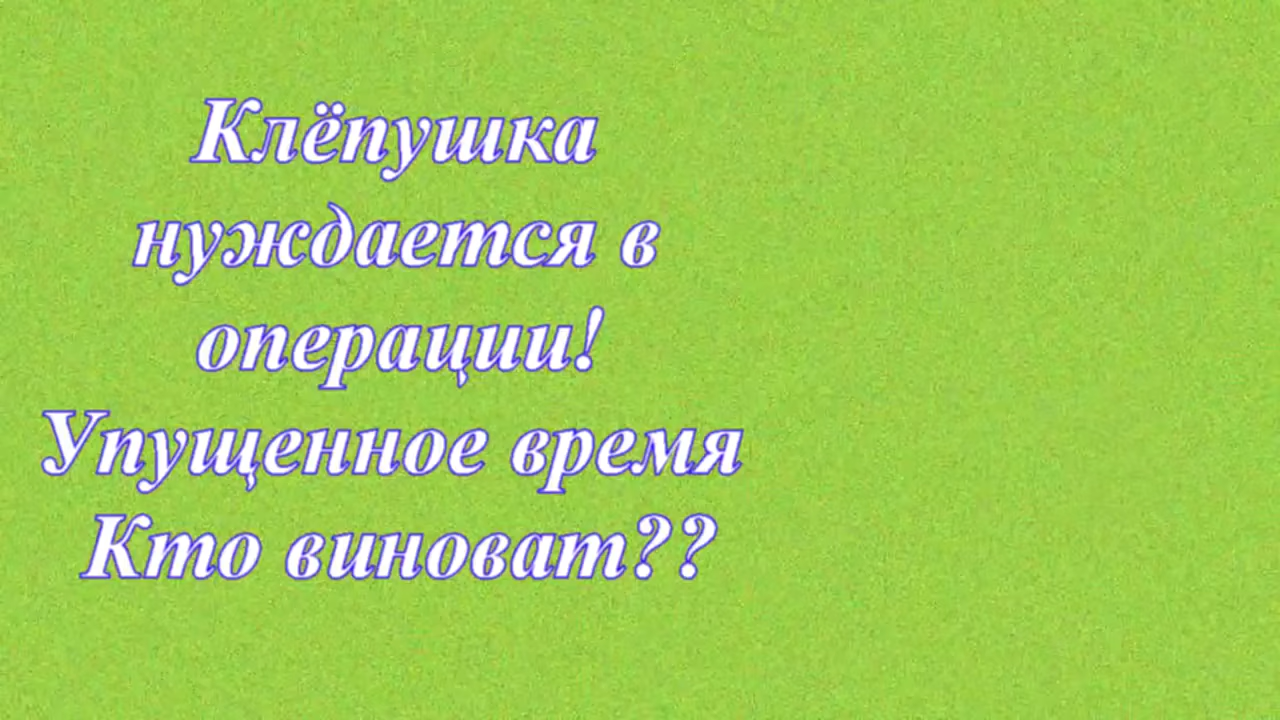 Клёпушка
нуждается в
операции!
Упущенное время
Кто виноват??